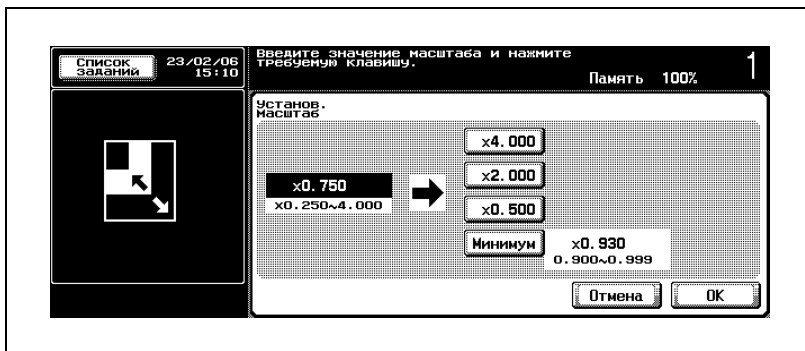 Список
заданий
23/02/06
15:10
Введите значение масштаба и нажмите
требуемую клавишу.
Память 100%
1
Установ.
масштаб
x4.000
x0.750
x0.250~4.000
x2.000
x0.500
Минимум
x0.930
0.900~0.999
Отмена
OK